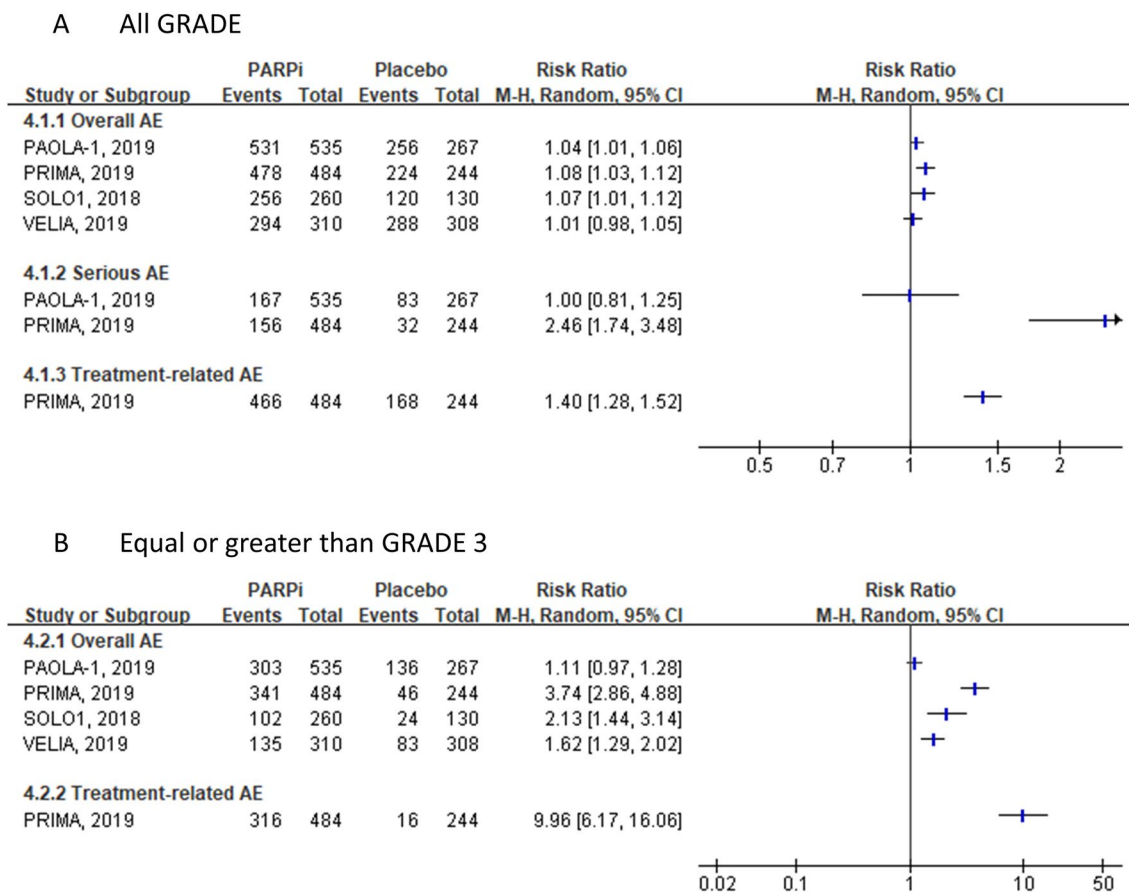 A All GRADE
PARPi Placebo Risk Ratio Risk Ratio
Study or Subgroup Events Total Events Total M-H, Random, 95% CI M-H, Random, 95% CI
4.1.1 Overall AE
PAOLA-1, 2019 531 535 256 267 1.04 [1.01, 1.06]
PRIMA, 2019 478 484 224 244 1.08 [1.03, 1.12]
SOLO1, 2018 256 260 120 130 1.07 [1.01, 1.12]
VELIA, 2019 294 310 288 308 1.01 [0.98, 1.05]
4.1.2 Serious AE
PAOLA-1, 2019 167 535 83 267 1.00 [0.81, 1.25]
PRIMA, 2019 156 484 32 244 2.46 [1.74, 3.48]
4.1.3 Treatment-related AE
PRIMA, 2019 466 484 168 244 1.40 [1.28, 1.52]
0.5 0.7 1 1.5 2
B Equal or greater than GRADE 3
PARPi Placebo Risk Ratio Risk Ratio
Study or Subgroup Events Total Events Total M-H, Random, 95% CI M-H, Random, 95% CI
4.2.1 Overall AE
PAOLA-1, 2019 303 535 136 267 1.11 [0.97, 1.28]
PRIMA, 2019 341 484 46 244 3.74 [2.86, 4.88]
SOLO1, 2018 102 260 24 130 2.13 [1.44, 3.14]
VELIA, 2019 135 310 83 308 1.62 [1.29, 2.02]
4.2.2 Treatment-related AE
PRIMA, 2019 316 484 16 244 9.96 [6.17, 16.06]
0.02 0.1 1 10 50